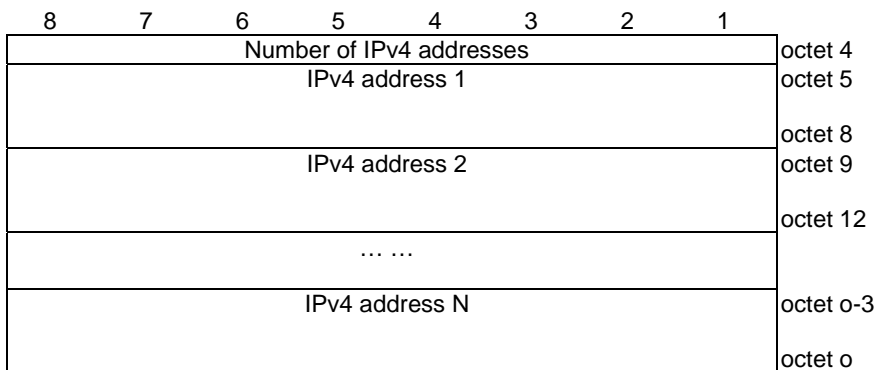 8 7 6 5 4 3 2 1
Number of IPv4 addresses octet 4
IPv4 address 1 octet 5
octet 8
IPv4 address 2 octet 9
octet 12
… …
IPv4 address N octet o-3
octet o